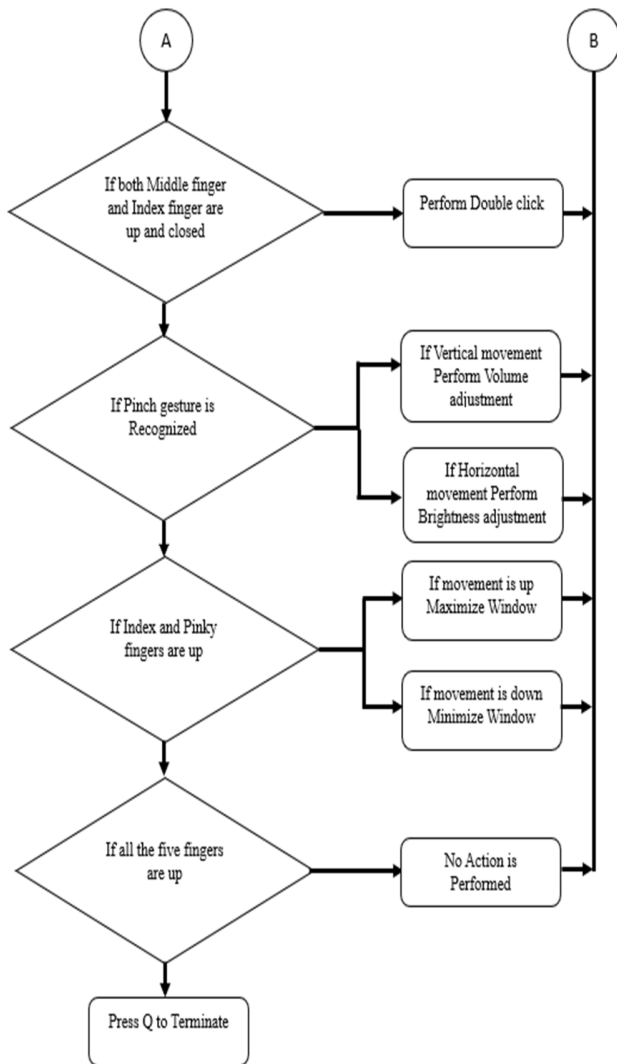 A
B
If both Middle finger
and Index finger are
up and closed
Perform Double click
If Pinch gesture is
Recognized
If Vertical movement
Perform Volume
adjustment
If Horizontal
movement Perform
Brightness adjustment
If Index and Pinky
fingers are up
If movement is up
Maximize Window
If movement is down
Minimize Window
If all the five fingers
are up
No Action is
Performed
Press Q to Terminate